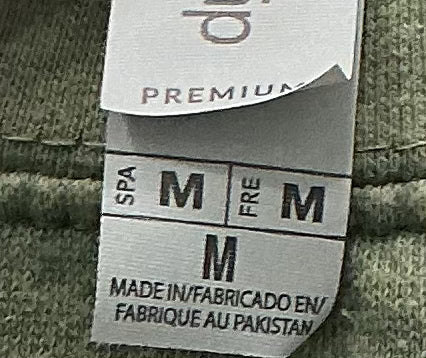 PREMIUM
SPA M FRE M
M
MADE IN/FABRICADO EN/
FABRIQUE AU PAKISTAN